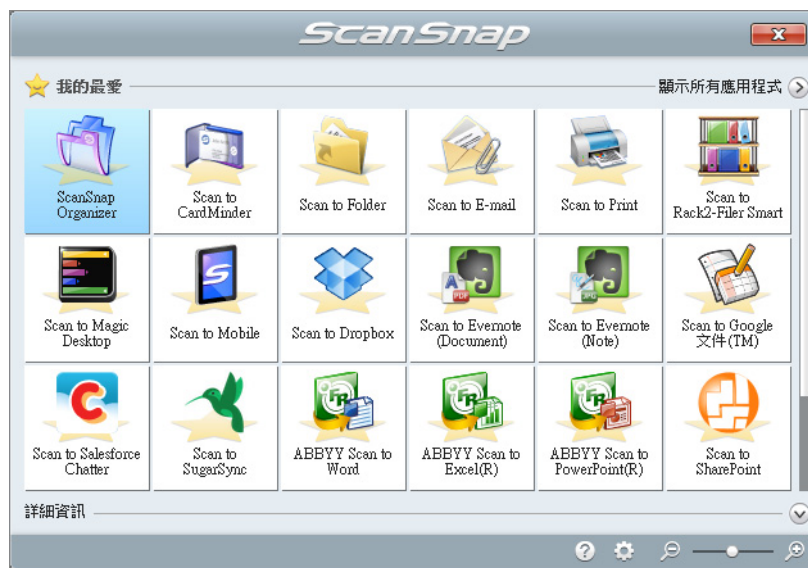 ScanSnap
我的最愛
顯示所有應用程式
ScanSnap
Organizer
Scan to
CardMinder
Scan to Folder
Scan to E-mail
Scan to Print
Scan to
Rack2-Filer Smart
Scan to Magic
Desktop
Scan to Mobile
Scan to Dropbox
Scan to Evernote
(Document)
Scan to Evernote
(Note)
Scan to Google
文件(TM)
Scan to Salesforce
Chatter
Scan to
SugarSync
ABBYY Scan to
Word
ABBYY Scan to
Excel(R)
ABBYY Scan to
PowerPoint(R)
Scan to
SharePoint
詳細資訊